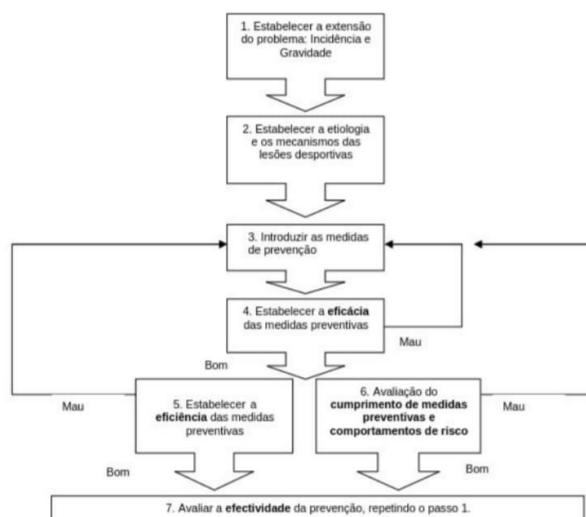 1. Estabelecer a extensão
do problema: Incidência e
Gravidade
2. Estabelecer a etiologia
e os mecanismos das
lesões desportivas
3. Introduzir as medidas
de prevenção
4. Estabelecer a eficácia
das medidas preventivas
Mau
Bom
5. Estabelecer a
eficiência das medidas
preventivas
Mau
Bom
6. Avaliação do
cumprimento de medidas
preventivas e
comportamentos de risco
Mau
Bom
7. Avaliar a efectividade da prevenção, repetindo o passo 1.